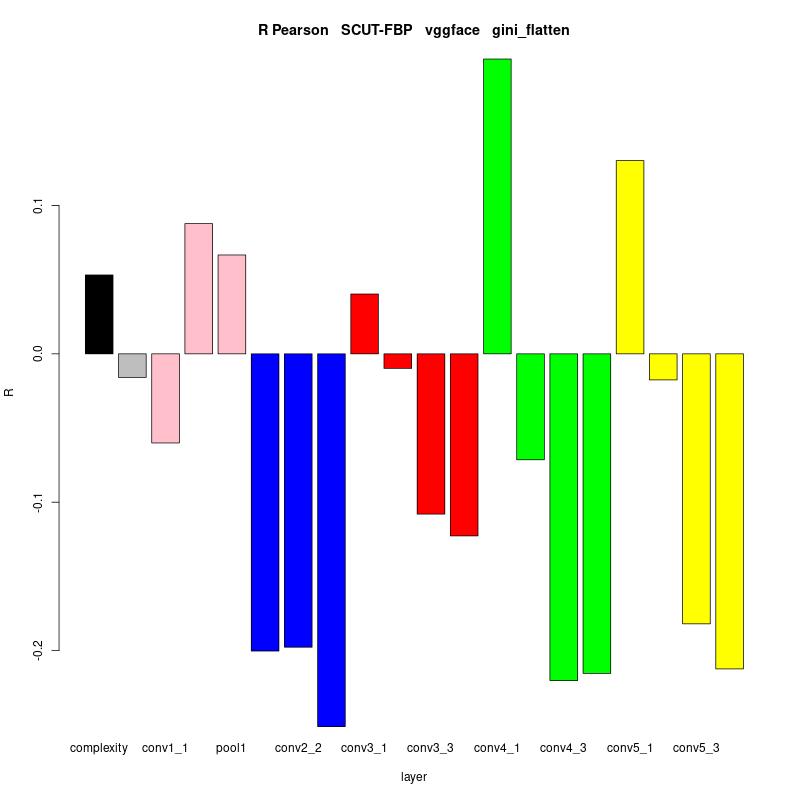 R Pearson   SCUT-FBP   vggface   gini_flatten
0.1
0.0
-0.1
-0.2
R
complexity conv1_1 pool1 conv2_2 conv3_1 conv3_3 conv4_1 conv4_3 conv5_1 conv5_3
layer